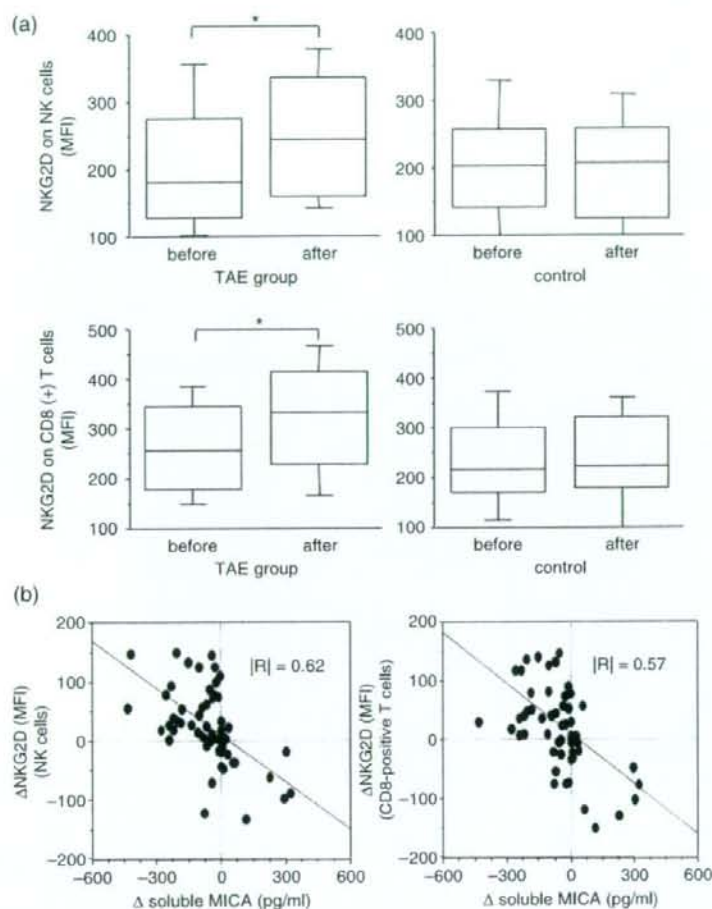 (a)
*
NKG2D on NK cells
(MFI)
400
300
200
100
before
after
TAE group
400
300
200
100
before
after
control
*
NKG2D on CD8 (+) T cells
(MFI)
500
400
300
200
100
before
after
TAE group
500
400
300
200
100
before
after
control
(b)
ΔNKG2D (MFI)
(NK cells)
200
100
0
−100
−200
|R| = 0.62
−600
−300
0
300
600
Δ soluble MICA (pg/ml)
ΔNKG2D (MFI)
(CD8-positive T cells)
200
100
0
−100
−200
|R| = 0.57
−600
−300
0
300
600
Δ soluble MICA (pg/ml)